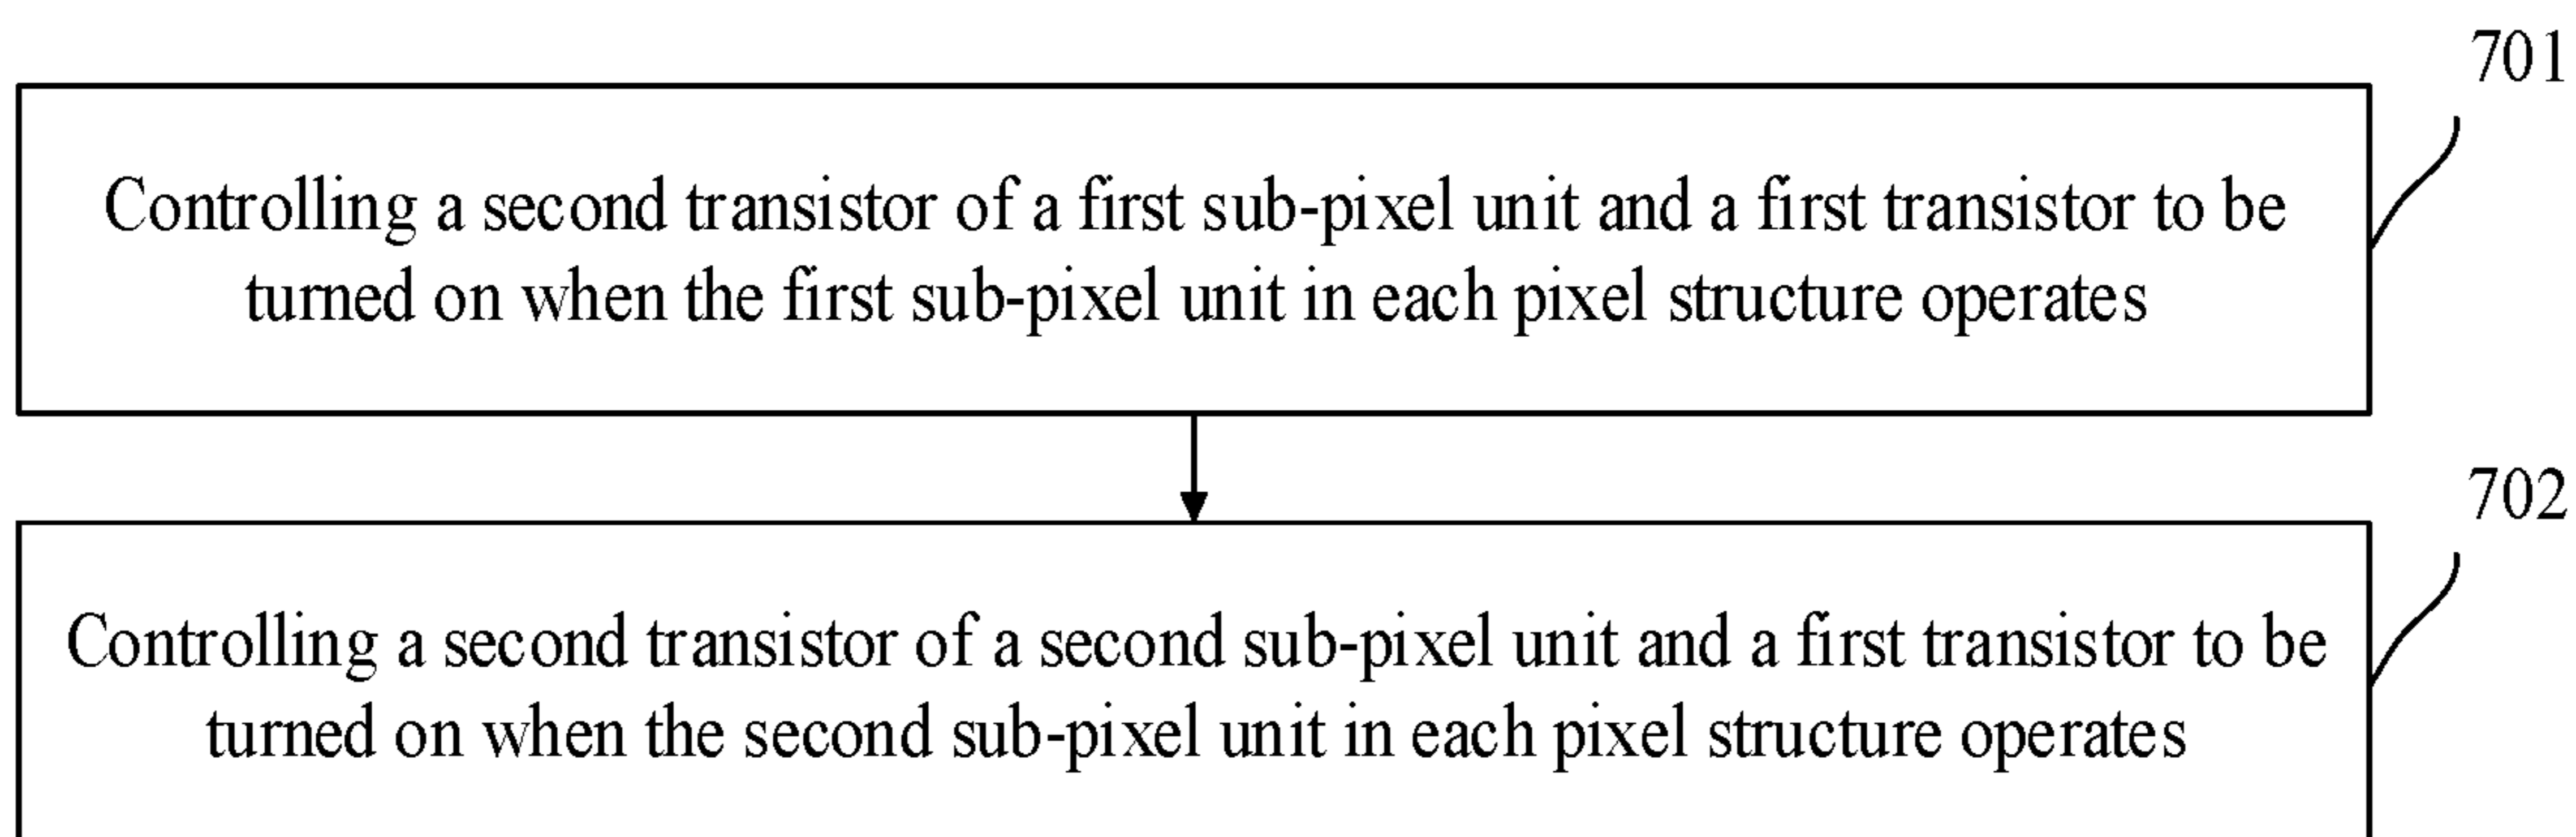 701
Controlling a second transistor of a first sub-pixel unit and a first transistor to be
turned on when the first sub-pixel unit in each pixel structure operates
702
Controlling a second transistor of a second sub-pixel unit and a first transistor to be
turned on when the second sub-pixel unit in each pixel structure operates